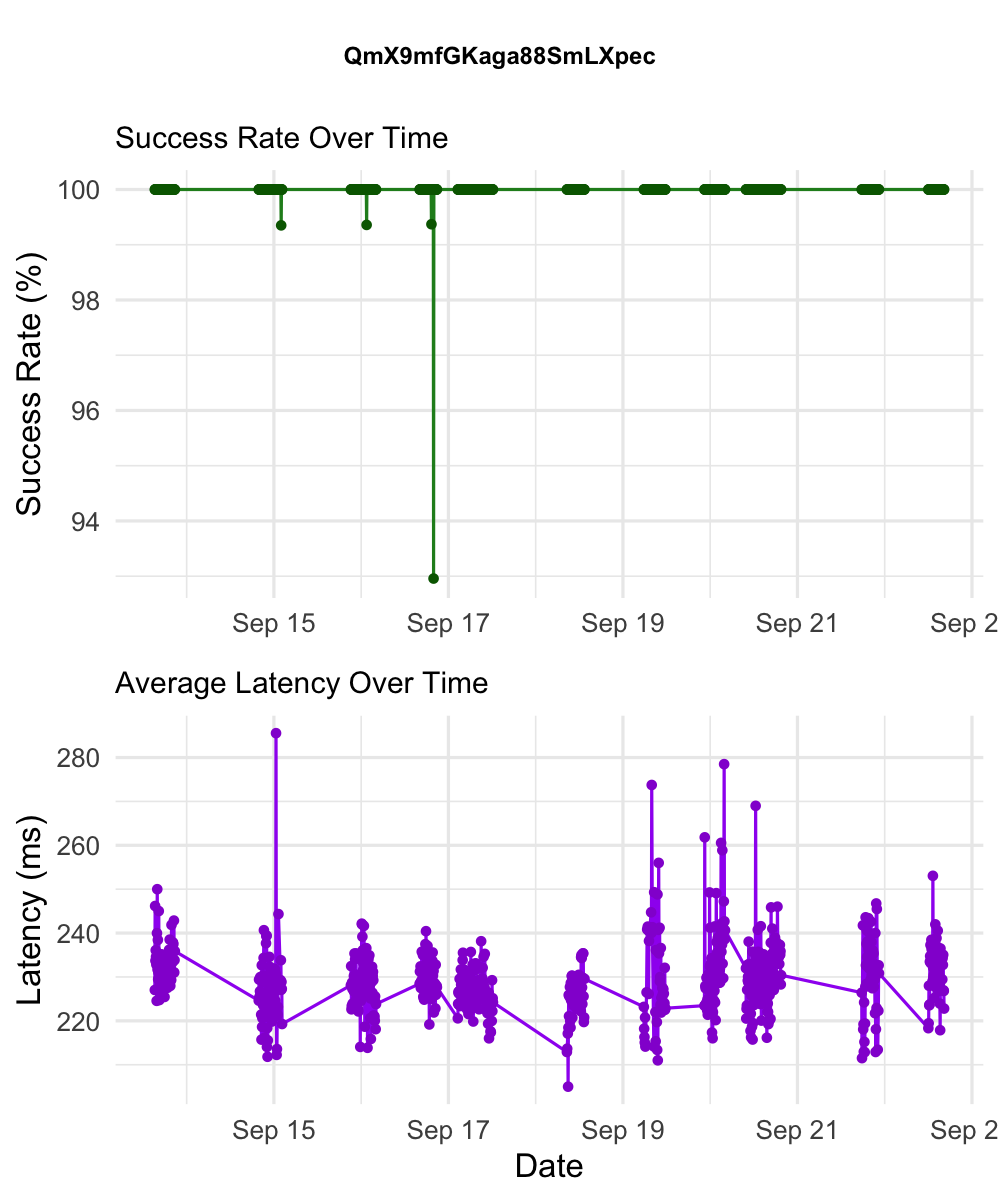 QmX9mfGKaga88SmLXpec
Success Rate Over Time
Success Rate (%)
100
98
96
94
Sep 15 Sep 17 Sep 19 Sep 21 Sep 2
Average Latency Over Time
Latency (ms)
280
260
240
220
Sep 15 Sep 17 Sep 19 Sep 21 Sep 2
Date